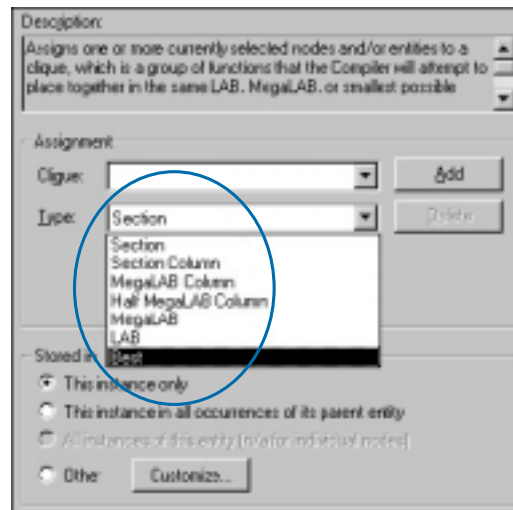 Description:
Assigns one or more currently selected nodes and/or entities to a
clique, which is a group of functions that the Compiler will attempt to
place together in the same LAB, MegaLAB, or smallest possible
Assignment
Clique:
Add
Type:
Section
Delete
Section
Section Column
MegaLAB Column
Half MegaLAB Column
MegaLAB
LAB
Best
Stored in
This instance only
This instance in all occurrences of its parent entity
All instances of this entity (n/a for individual nodes)
Other
Customize...